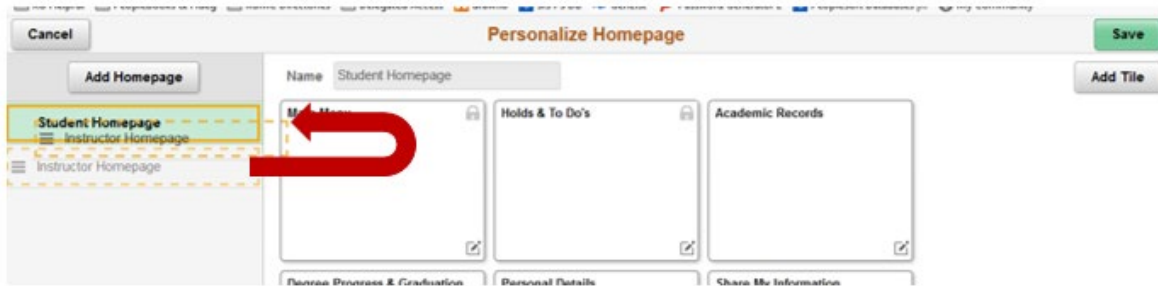 Cancel
Personalize Homepage
Save
Add Homepage
Name Student Homepage
Add Tile
Student Homepage
Instructor Homepage
Instructor Homepage
Holds & To Do's
Academic Records
Degree Progress & Graduation
Personal Details
Share My Information